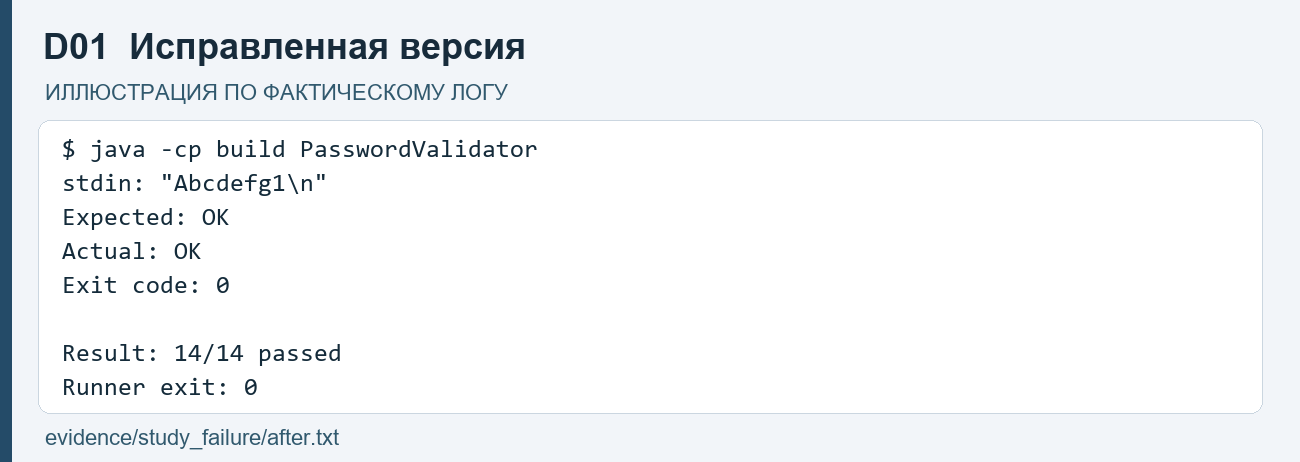 D01 Исправленная версия
ИЛЛЮСТРАЦИЯ ПО ФАКТИЧЕСКОМУ ЛОГУ
$ java -cp build PasswordValidator
stdin: "Abcdefg1\n"
Expected: OK
Actual: OK
Exit code: 0
Result: 14/14 passed
Runner exit: 0
evidence/study_failure/after.txt